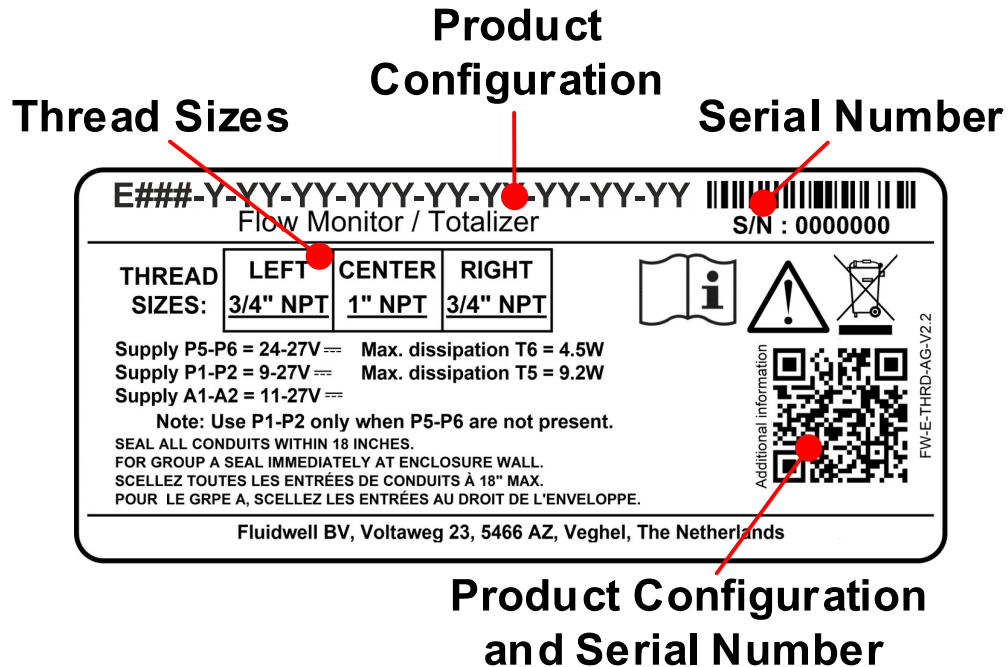 Product
Configuration
Thread Sizes
Serial Number
E###-Y-YY-YY-YYY-YY-YY-YY-YY-YY
Flow Monitor / Totalizer
S/N : 0000000
THREAD
SIZES:
LEFT
3/4" NPT
CENTER
1" NPT
RIGHT
3/4" NPT
i
Supply P5-P6 = 24-27V ⎓ Max. dissipation T6 = 4.5W
Supply P1-P2 = 9-27V ⎓ Max. dissipation T5 = 9.2W
Supply A1-A2 = 11-27V ⎓
Note: Use P1-P2 only when P5-P6 are not present.
SEAL ALL CONDUITS WITHIN 18 INCHES.
FOR GROUP A SEAL IMMEDIATELY AT ENCLOSURE WALL.
SCELLEZ TOUTES LES ENTRÉES DE CONDUITS À 18" MAX.
POUR LE GRPE A, SCELLEZ LES ENTRÉES AU DROIT DE L'ENVELOPPE.
Additional information
FW-E-THRD-AG-V2.2
Fluidwell BV, Voltaweg 23, 5466 AZ, Veghel, The Netherlands
Product Configuration
and Serial Number